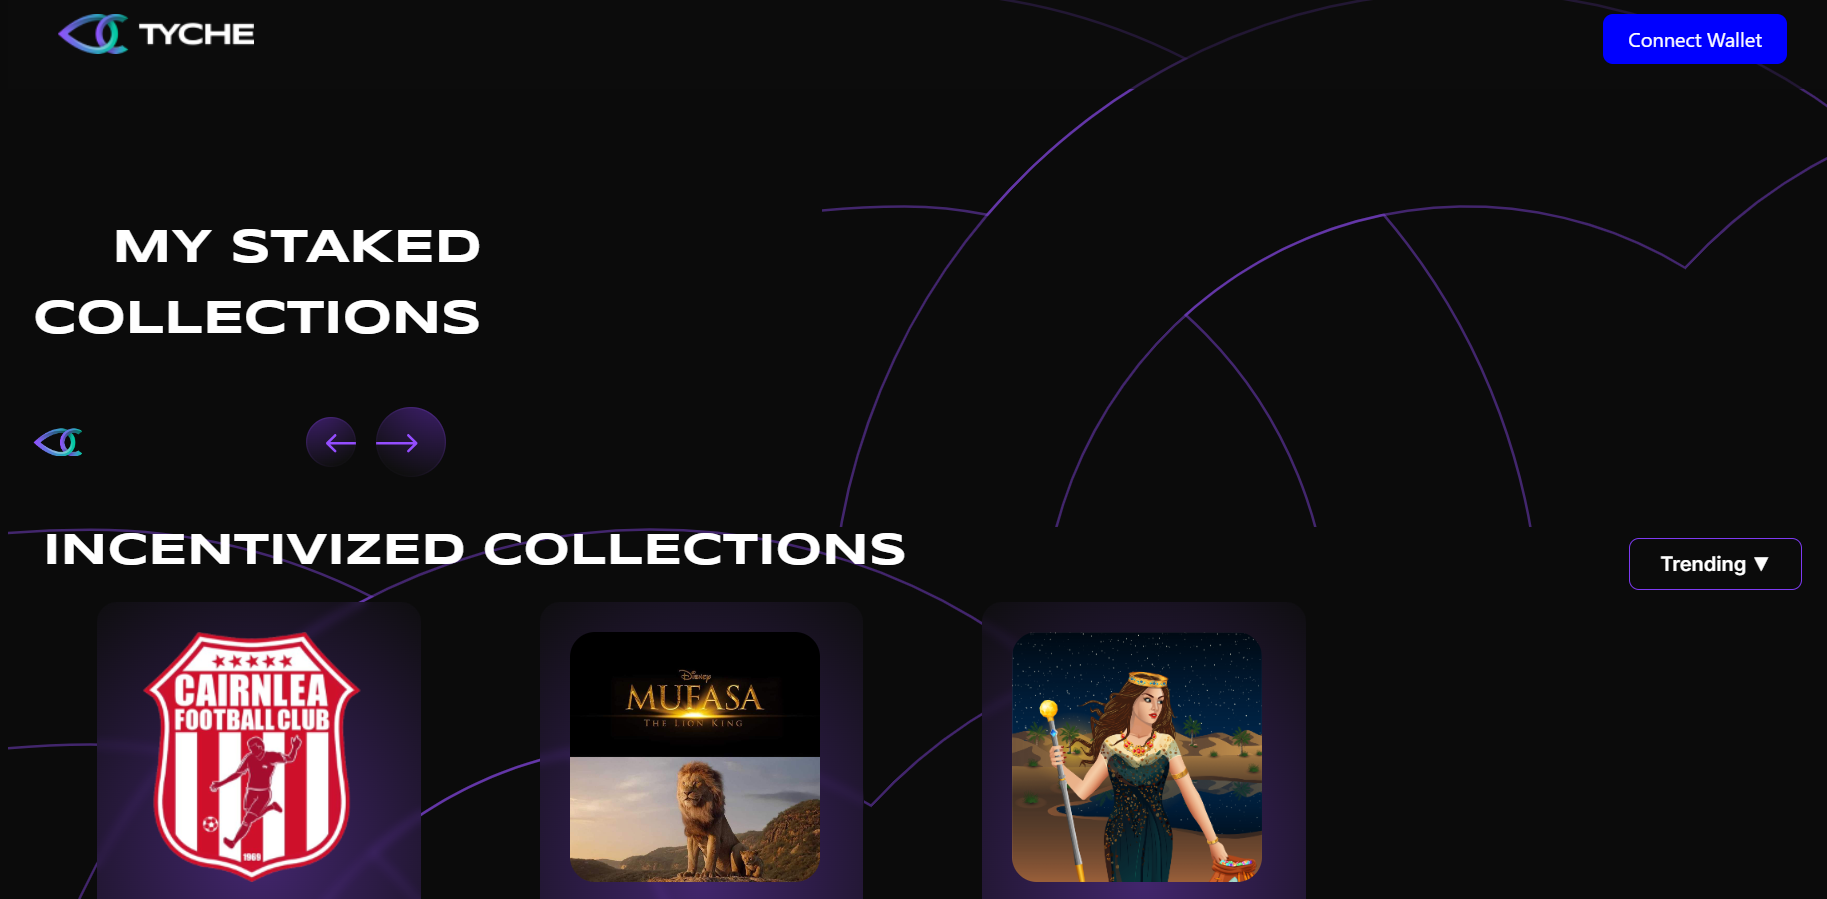 TYCHE
Connect Wallet
MY STAKED
COLLECTIONS
INCENTIVIZED COLLECTIONS
Trending ▼
CAIRNLEA
FOOTBALL CLUB
1969
Disney
MUFASA
THE LION KING